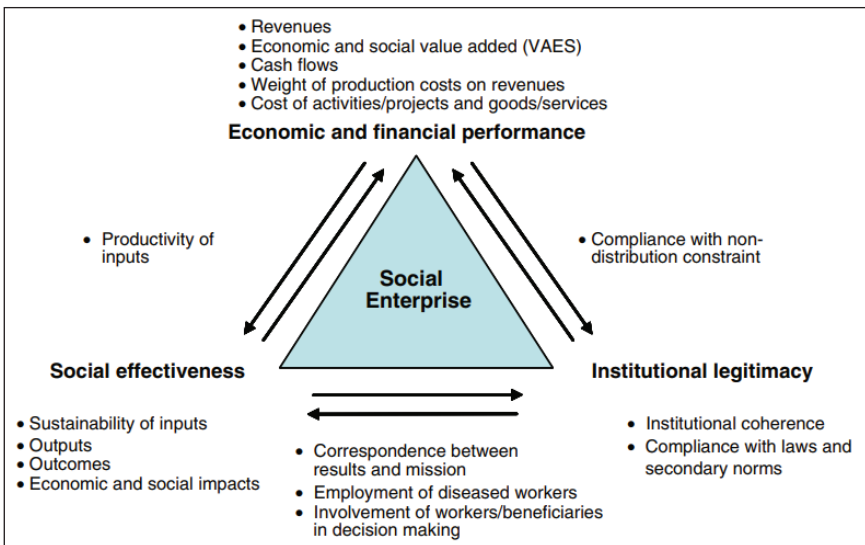 • Revenues
• Economic and social value added (VAES)
• Cash flows
• Weight of production costs on revenues
• Cost of activities/projects and goods/services
Economic and financial performance
• Productivity of
inputs
• Compliance with non-
distribution constraint
Social
Enterprise
Social effectiveness
Institutional legitimacy
• Sustainability of inputs
• Outputs
• Outcomes
• Economic and social impacts
• Correspondence between
results and mission
• Employment of diseased workers
• Involvement of workers/beneficiaries
in decision making
• Institutional coherence
• Compliance with laws and
secondary norms